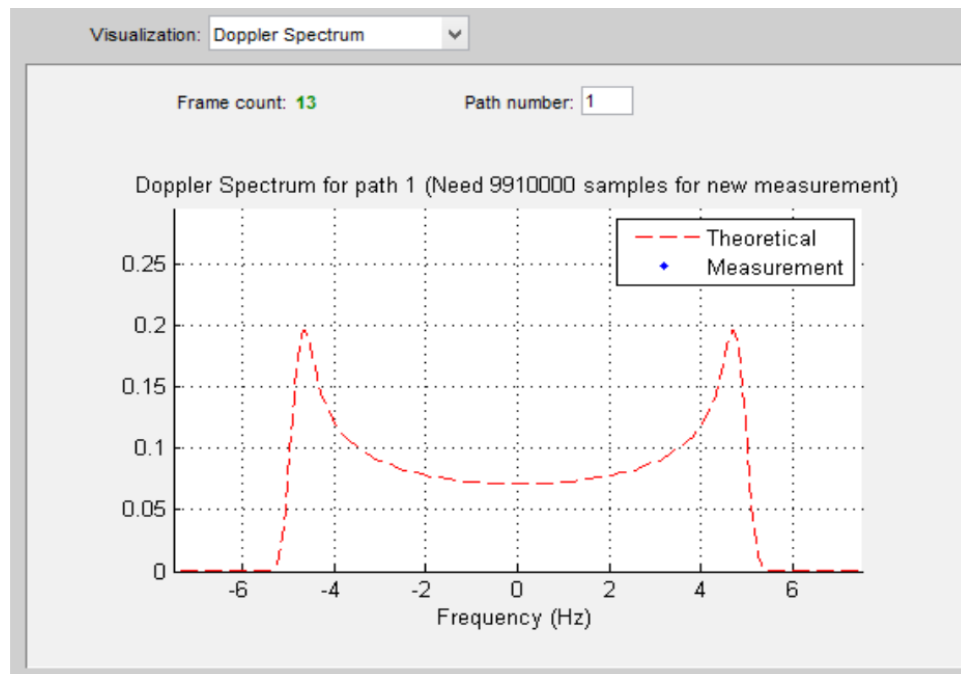 Visualization: Doppler Spectrum
Frame count: 13 Path number: 1
Doppler Spectrum for path 1 (Need 9910000 samples for new measurement)
Theoretical
Measurement
0.25
0.2
0.15
0.1
0.05
0
-6 -4 -2 0 2 4 6
Frequency (Hz)